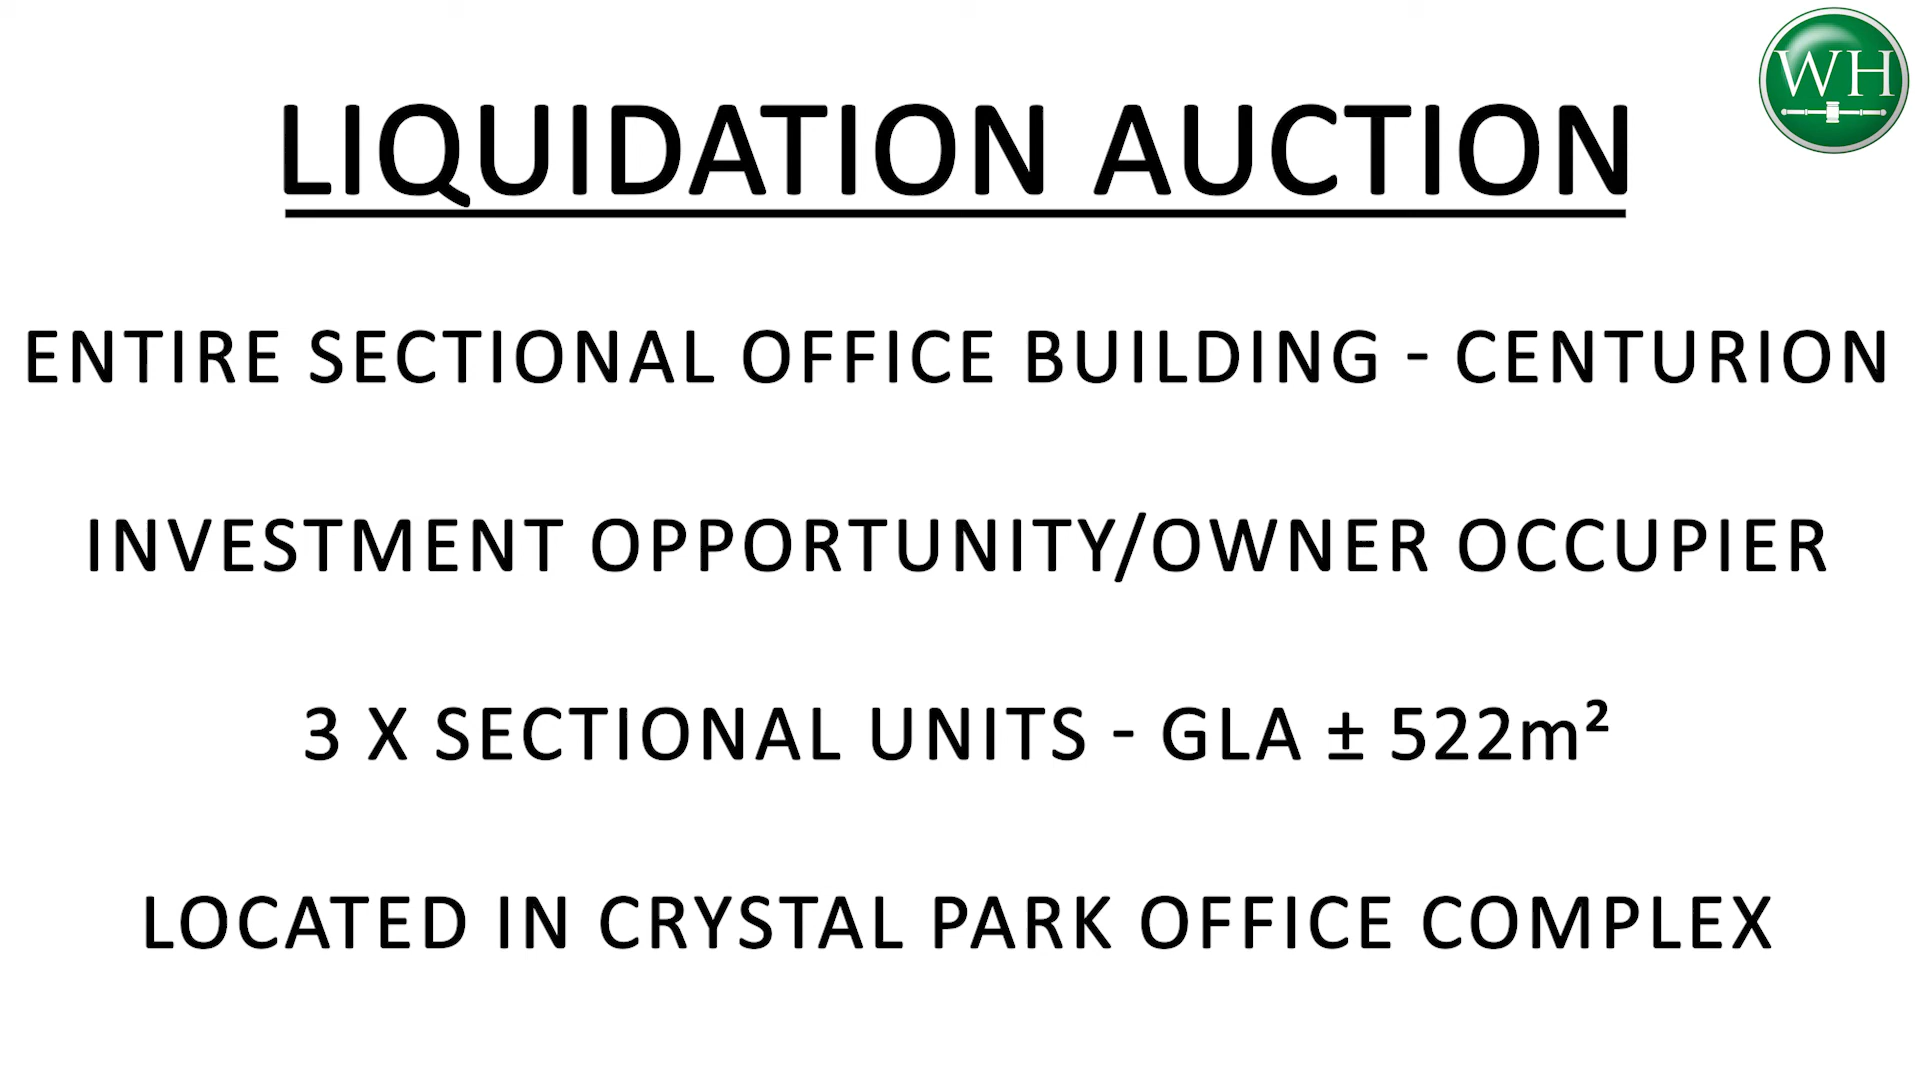 WH
LIQUIDATION AUCTION
ENTIRE SECTIONAL OFFICE BUILDING - CENTURION
INVESTMENT OPPORTUNITY/OWNER OCCUPIER
3 X SECTIONAL UNITS - GLA ± 522m²
LOCATED IN CRYSTAL PARK OFFICE COMPLEX